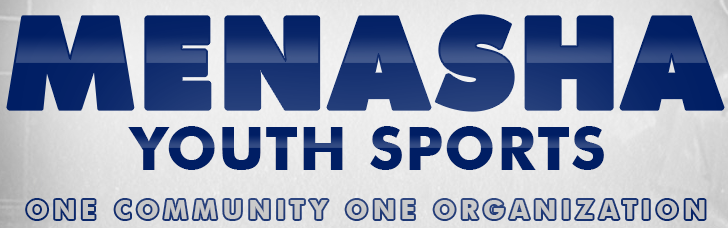 MENASHA
YOUTH SPORTS
ONE COMMUNITY ONE ORGANIZATION